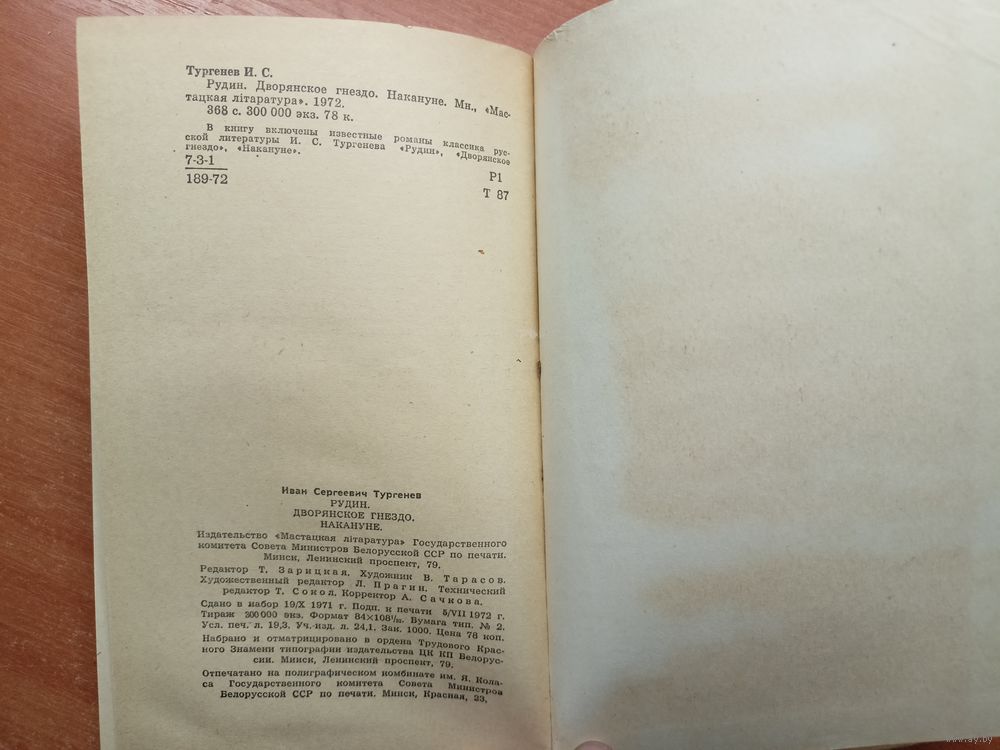 Тургенев И. С.
Рудин. Дворянское гнездо. Накануне. Мн., «Мас-
тацкая літаратура». 1972.
368 с. 300 000 экз. 78 к.
В книгу включены известные романы классика рус-
ской литературы И. С. Тургенева «Рудин», «Дворянское
гнездо», «Накануне».
7-3-1
189-72
Р1
Т 87
Иван Сергеевич Тургенев
РУДИН.
ДВОРЯНСКОЕ ГНЕЗДО.
НАКАНУНЕ.
Издательство «Мастацкая літаратура» Государственного
комитета Совета Министров Белорусской ССР по печати.
Минск, Ленинский проспект, 79.
Редактор Т. Зарицкая. Художник В. Тарасов.
Художественный редактор Л. Прагин. Технический
редактор Т. Сокол. Корректор А. Сачкова.
Сдано в набор 19/X 1971 г. Подп. к печати 5/VII 1972 г.
Тираж 300 000 экз. Формат 84×108¹/₃₂. Бумага тип. № 2.
Усл. печ. л. 19,3. Уч.-изд. л. 24,1. Зак. 1000. Цена 78 коп.
Набрано и отматрицировано в ордена Трудового Крас-
ного Знамени типографии издательства ЦК КП Белорус-
сии. Минск, Ленинский проспект, 79.
Отпечатано на полиграфическом комбинате им. Я. Кола-
са Государственного комитета Совета Министров
Белорусской ССР по печати. Минск, Красная, 23.
www.ay.by